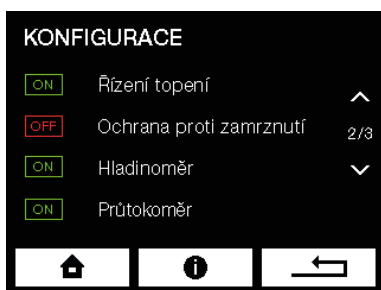 KONFIGURACE
ON Řízení topení
OFF Ochrana proti zamrznutí
2/3
ON Hladinoměr
ON Průtokoměr